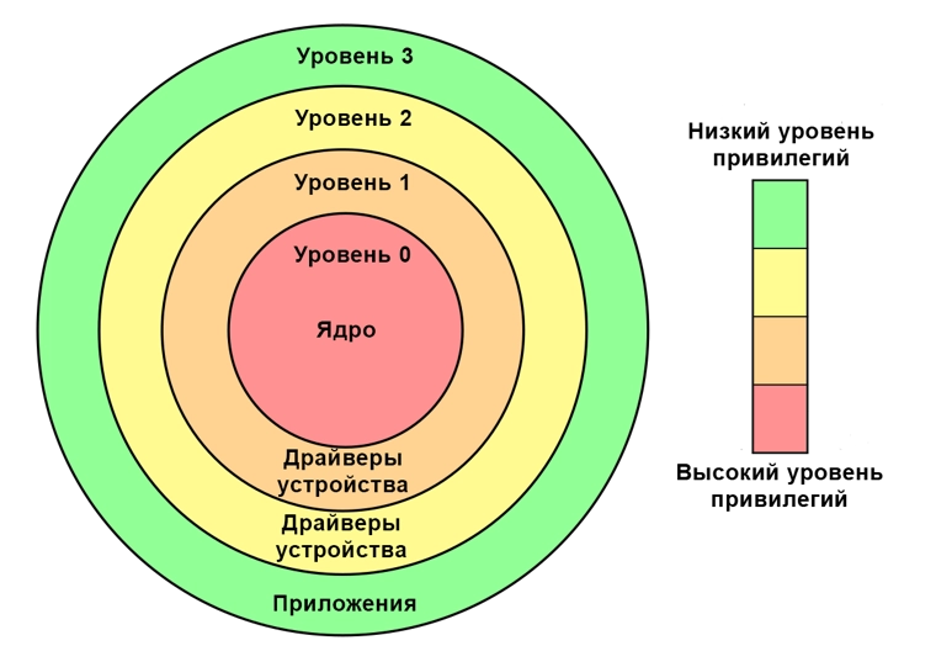 Уровень 3
Уровень 2
Уровень 1
Уровень 0
Ядро
Драйверы
устройства
Драйверы
устройства
Приложения
Низкий уровень
привилегий
Высокий уровень
привилегий